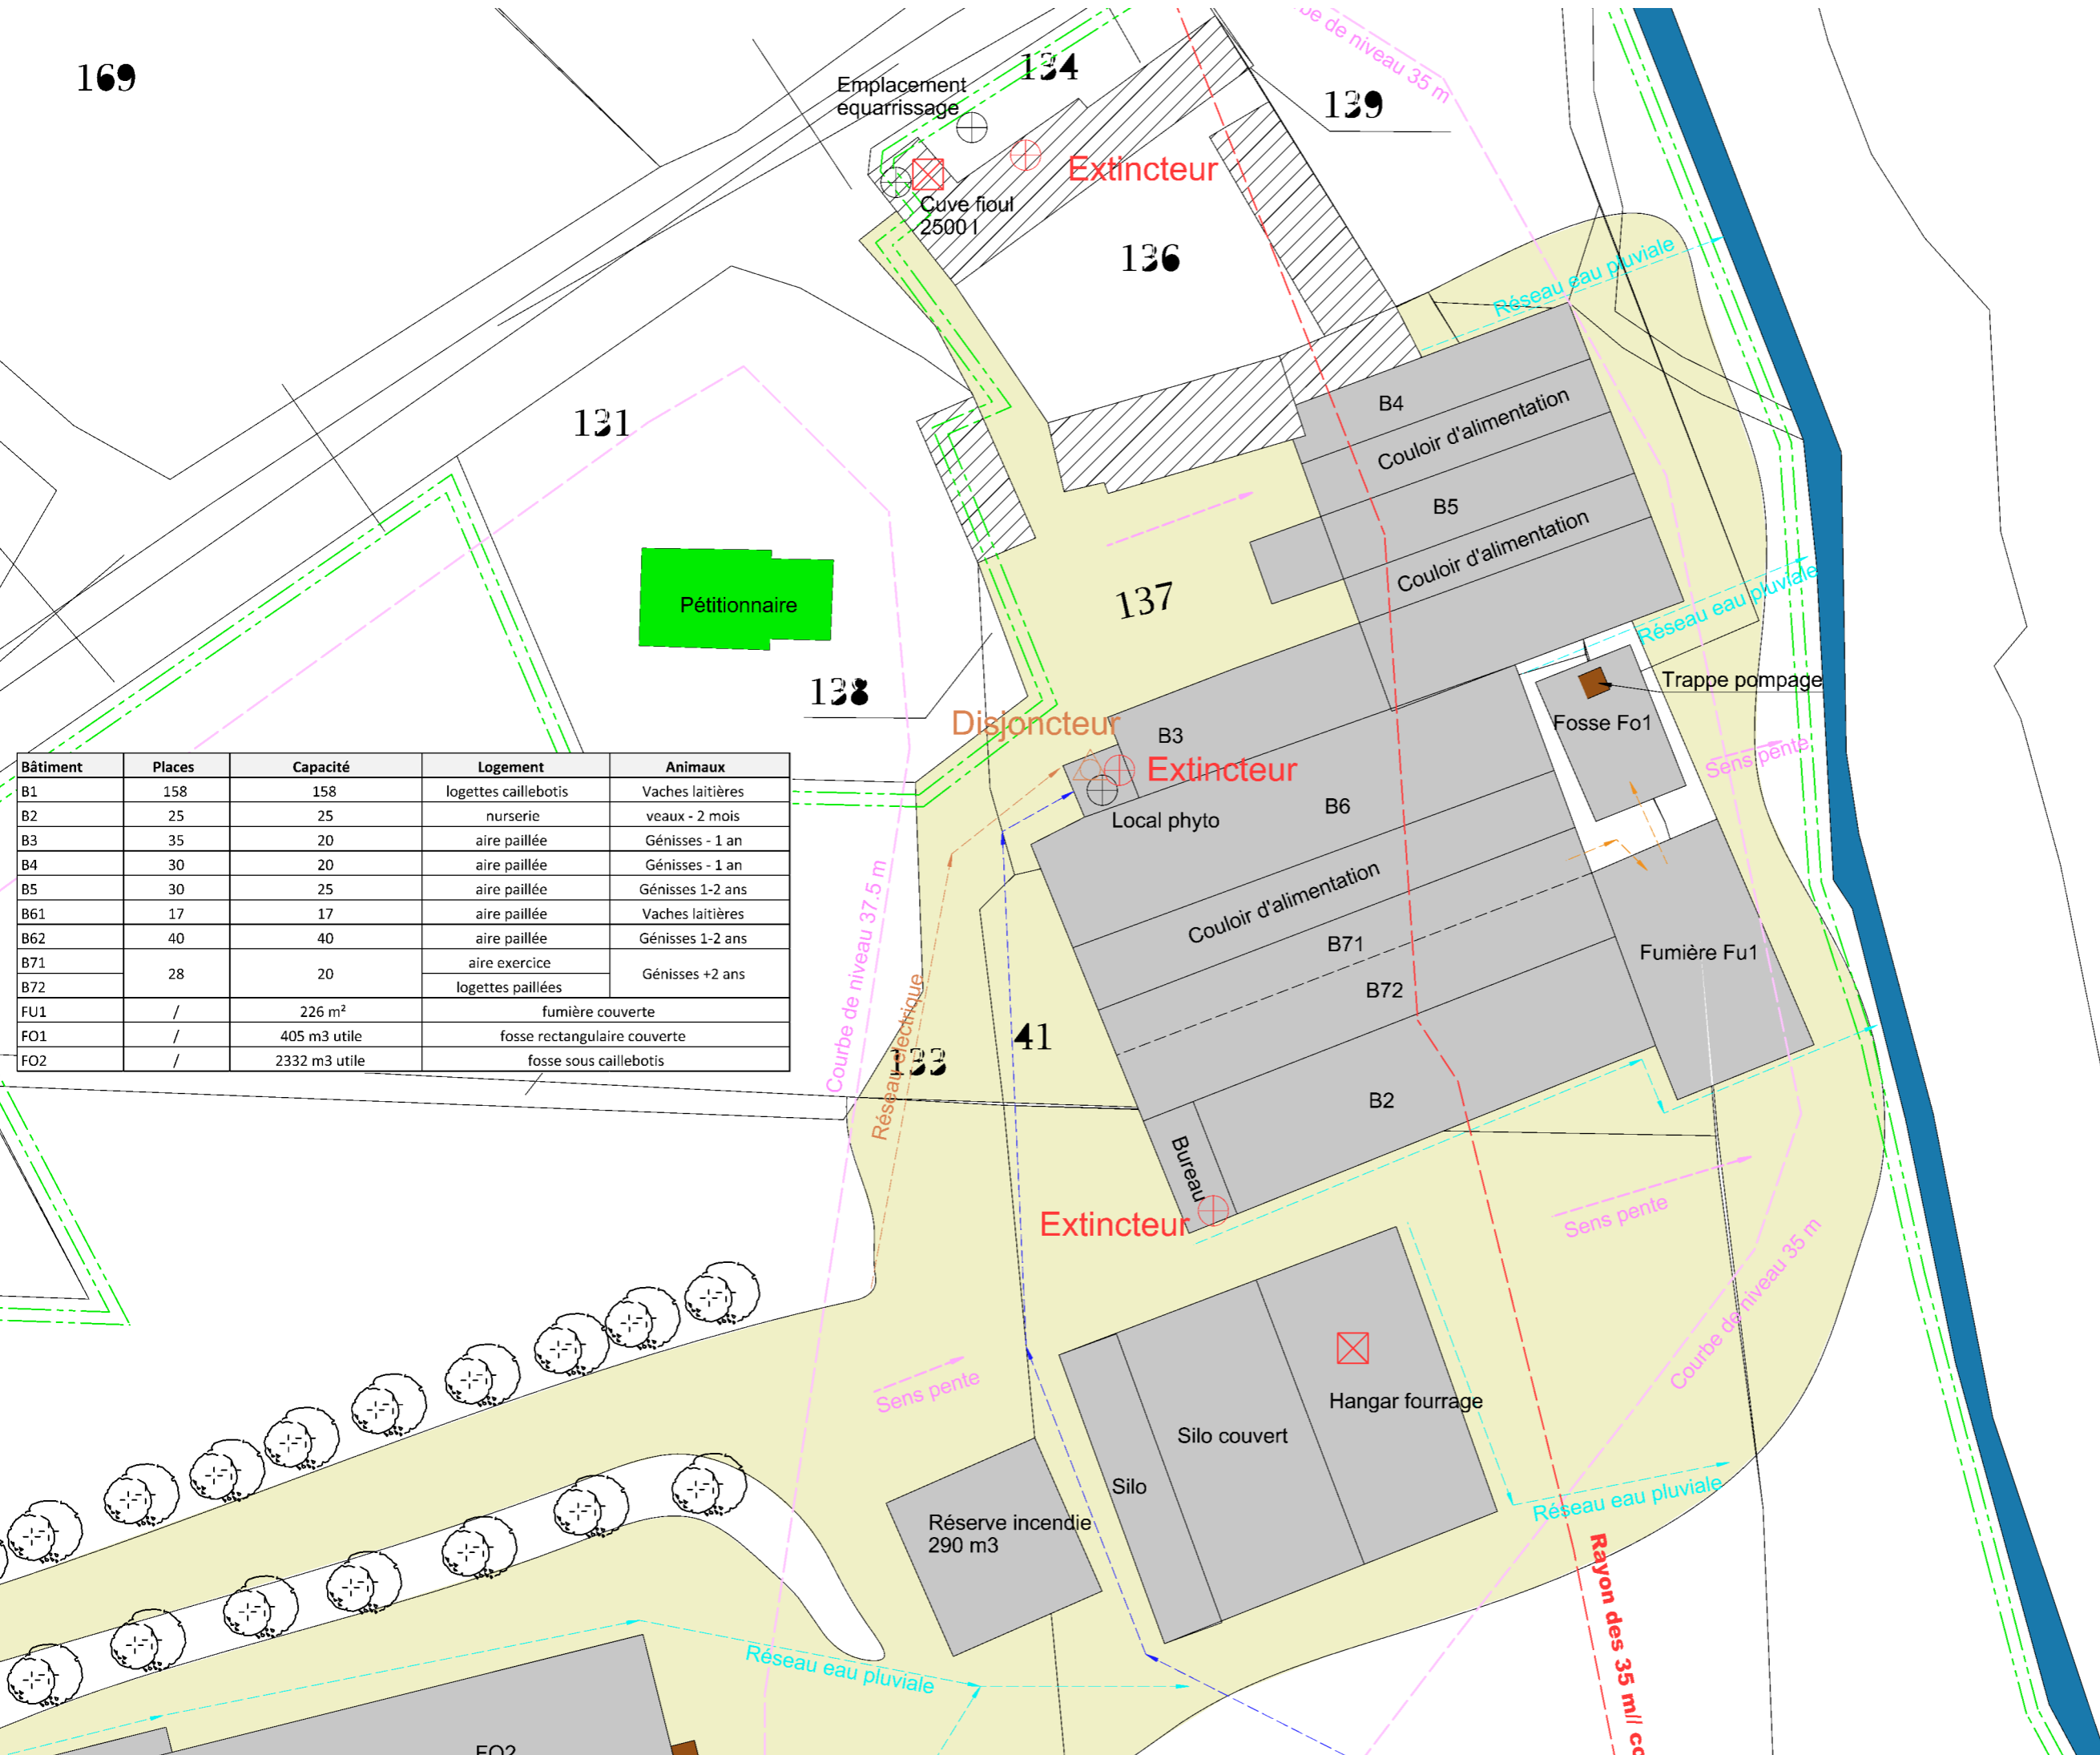 be de niveau 35 m
169
134
Emplacement
equarrissage
139
Extincteur
Cuve fioul
2500 l
136
Réseau eau pluviale
131
B4
Couloir d'alimentation
B5
Couloir d'alimentation
Pétitionnaire
137
Réseau eau pluviale
138
Trappe pompage
Disjoncteur
B3
Fosse Fo1
Extincteur
Sens pente
B6
Local phyto
Bâtiment Places Capacité Logement Animaux
B1 158 158 logettes caillebotis Vaches laitières
B2 25 25 nurserie veaux - 2 mois
B3 35 20 aire paillée Génisses - 1 an
B4 30 20 aire paillée Génisses - 1 an
B5 30 25 aire paillée Génisses 1-2 ans
B61 17 17 aire paillée Vaches laitières
B62 40 40 aire paillée Génisses 1-2 ans
B71 28 20 aire exercice Génisses +2 ans
B72 logettes paillées
FU1 / 226 m² fumière couverte
FO1 / 405 m3 utile fosse rectangulaire couverte
FO2 / 2332 m3 utile fosse sous caillebotis
Courbe de niveau 37.5 m
Couloir d'alimentation
B71
Fumière Fu1
B72
Réseau electrique
41
133
B2
Bureau
Extincteur
Sens pente
Courbe de niveau 35 m
Sens pente
Hangar fourrage
Silo couvert
Silo
Réseau eau pluviale
Réserve incendie
290 m3
Rayon des 35 m// co
Réseau eau pluviale
FO2